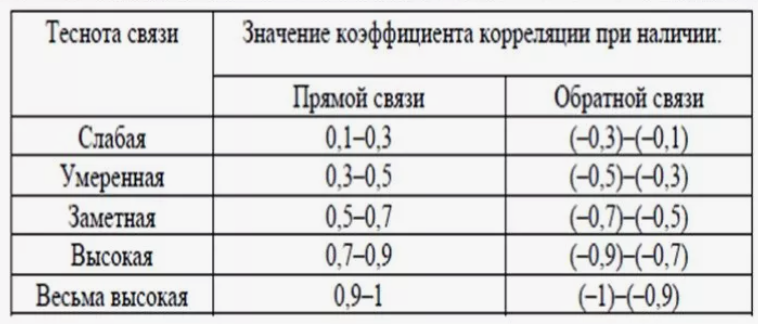 Теснота связи Значение коэффициента корреляции при наличии:
Прямой связи Обратной связи
Слабая 0,1–0,3 (–0,3)–(–0,1)
Умеренная 0,3–0,5 (–0,5)–(–0,3)
Заметная 0,5–0,7 (–0,7)–(–0,5)
Высокая 0,7–0,9 (–0,9)–(–0,7)
Весьма высокая 0,9–1 (–1)–(–0,9)